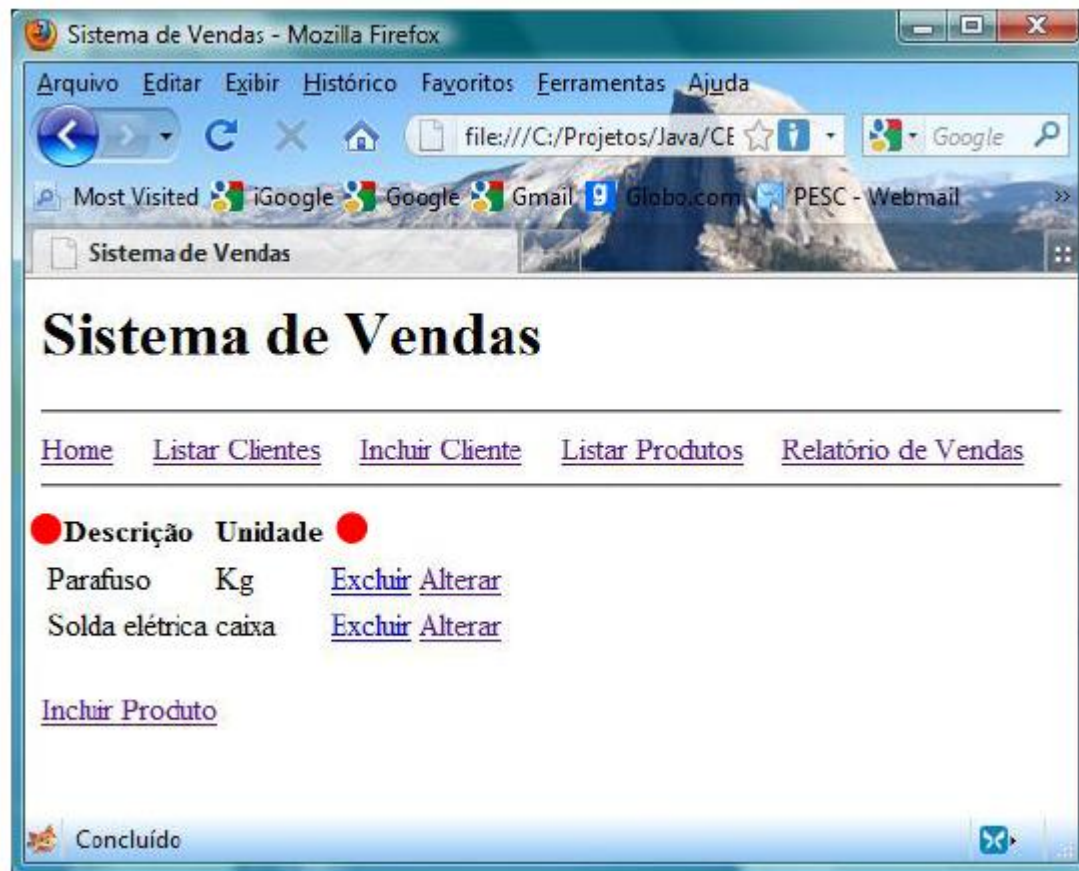 Sistema de Vendas - Mozilla Firefox
Arquivo Editar Exibir Histórico Favoritos Ferramentas Ajuda
file:///C:/Projetos/Java/CE Google
Most Visited iGoogle Google Gmail Globo.com PESC - Webmail »
Sistema de Vendas
Sistema de Vendas
Home Listar Clientes Incluir Cliente Listar Produtos Relatório de Vendas
Descrição Unidade
Parafuso Kg Excluir Alterar
Solda elétrica caixa Excluir Alterar
Incluir Produto
Concluído